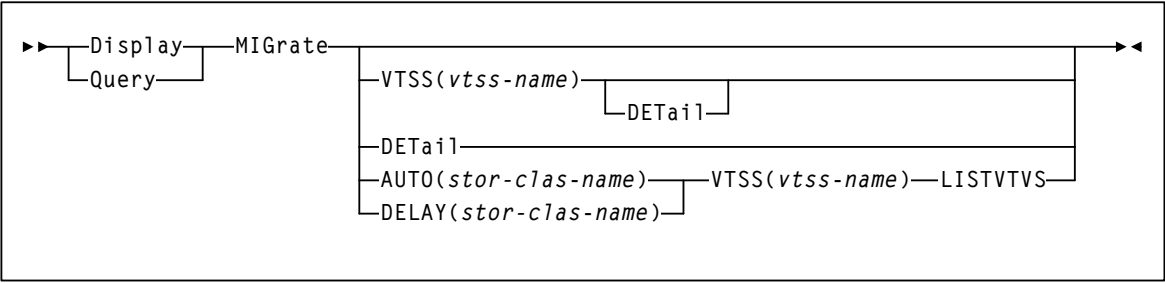 Display MIGrate
Query VTSS(vtss-name)
DETail
DETail
AUTO(stor-clas-name) VTSS(vtss-name) LISTVTVS
DELAY(stor-clas-name)